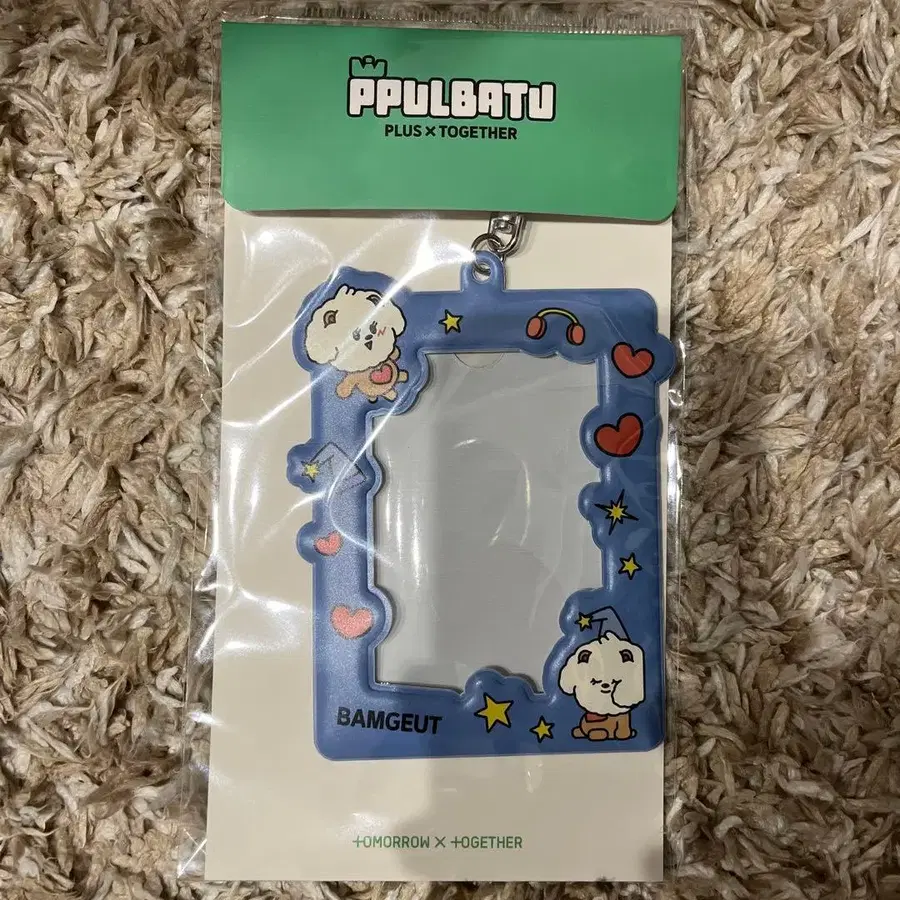 PPULBATU
PLUS × TOGETHER
BAMGEUT
TOMORROW × TOGETHER